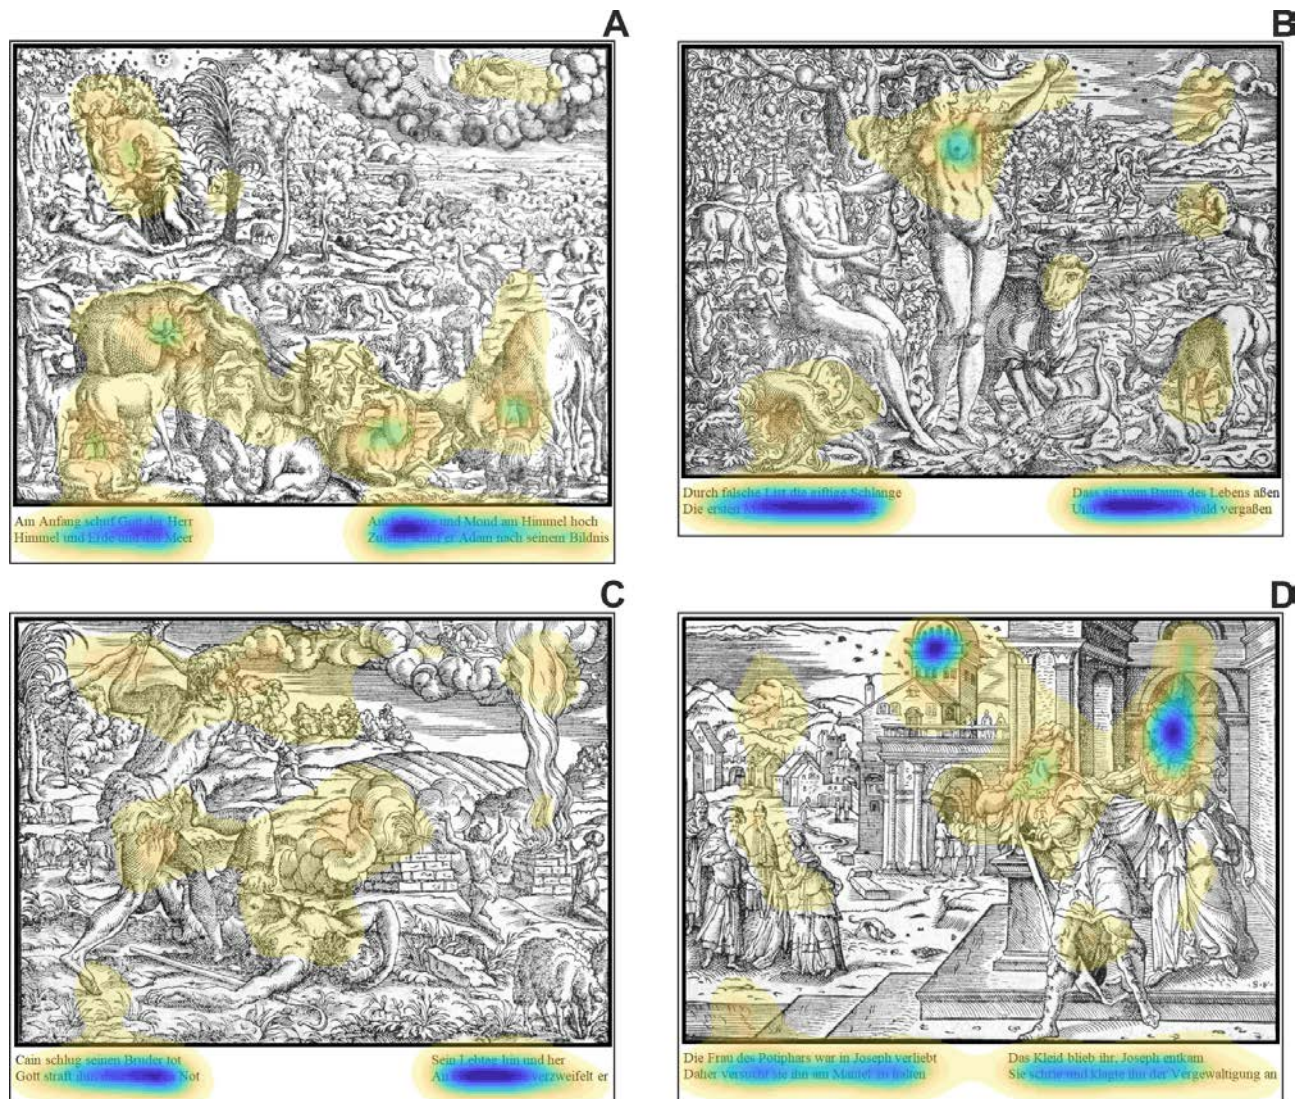 A
Am Anfang schuf Gott der Herr
Himmel und Erde und das Meer
und Mond am Himmel hoch
er Adam nach seinem Bildnis
B
Durch falsche List die giftige Schlange
Die ersten
Dass sie vom Baum des Lebens aßen
bald vergaßen
C
Cain schlug seinen Bruder tot
Gott straft ihn Not
Sein Lebtag hin und her
verzweifelt er
D
Die Frau des Potiphars war in Joseph verliebt
Daher versucht sie ihn am Mantel zu halten
Das Kleid blieb ihr, Joseph entkam
Sie schrie und klagte ihn der Vergewaltigung an